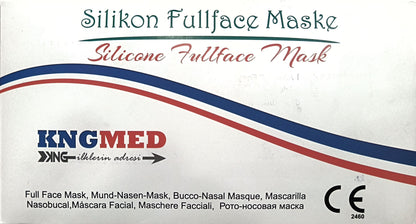 Silikon Fullface Maske
Silicone Fullface Mask
KNGMED
KNG ilklerin adresi
Full Face Mask, Mund-Nasen-Mask, Bucco-Nasal Masque, Mascarilla
Nasobucal,Máscara Facial, Maschere Facciali, Рото-носовая маска
CE
2460